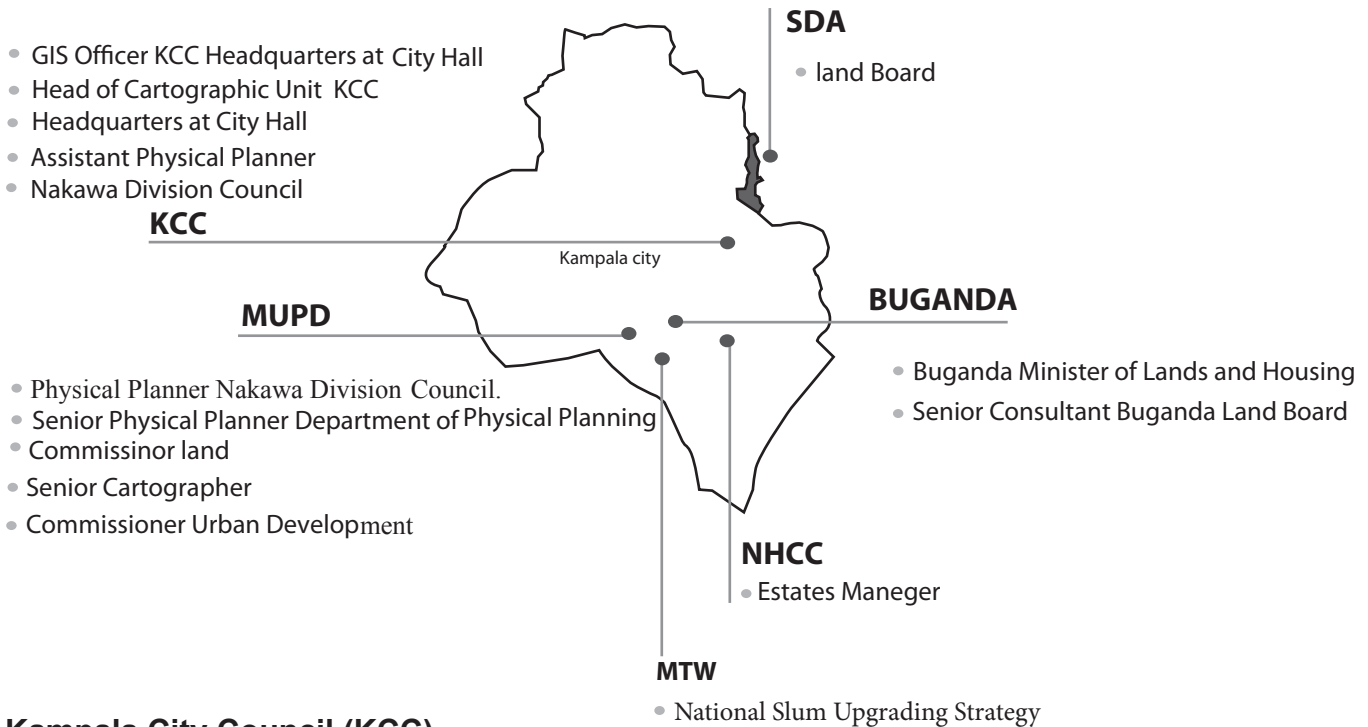 SDA
land Board
GIS Officer KCC Headquarters at City Hall
Head of Cartographic Unit KCC
Headquarters at City Hall
Assistant Physical Planner
Nakawa Division Council
KCC
Kampala city
MUPD
BUGANDA
Physical Planner Nakawa Division Council.
Senior Physical Planner Department of Physical Planning
Commissinor land
Senior Cartographer
Commissioner Urban Development
Buganda Minister of Lands and Housing
Senior Consultant Buganda Land Board
NHCC
Estates Maneger
MTW
National Slum Upgrading Strategy
Kampala City Council (KCC)